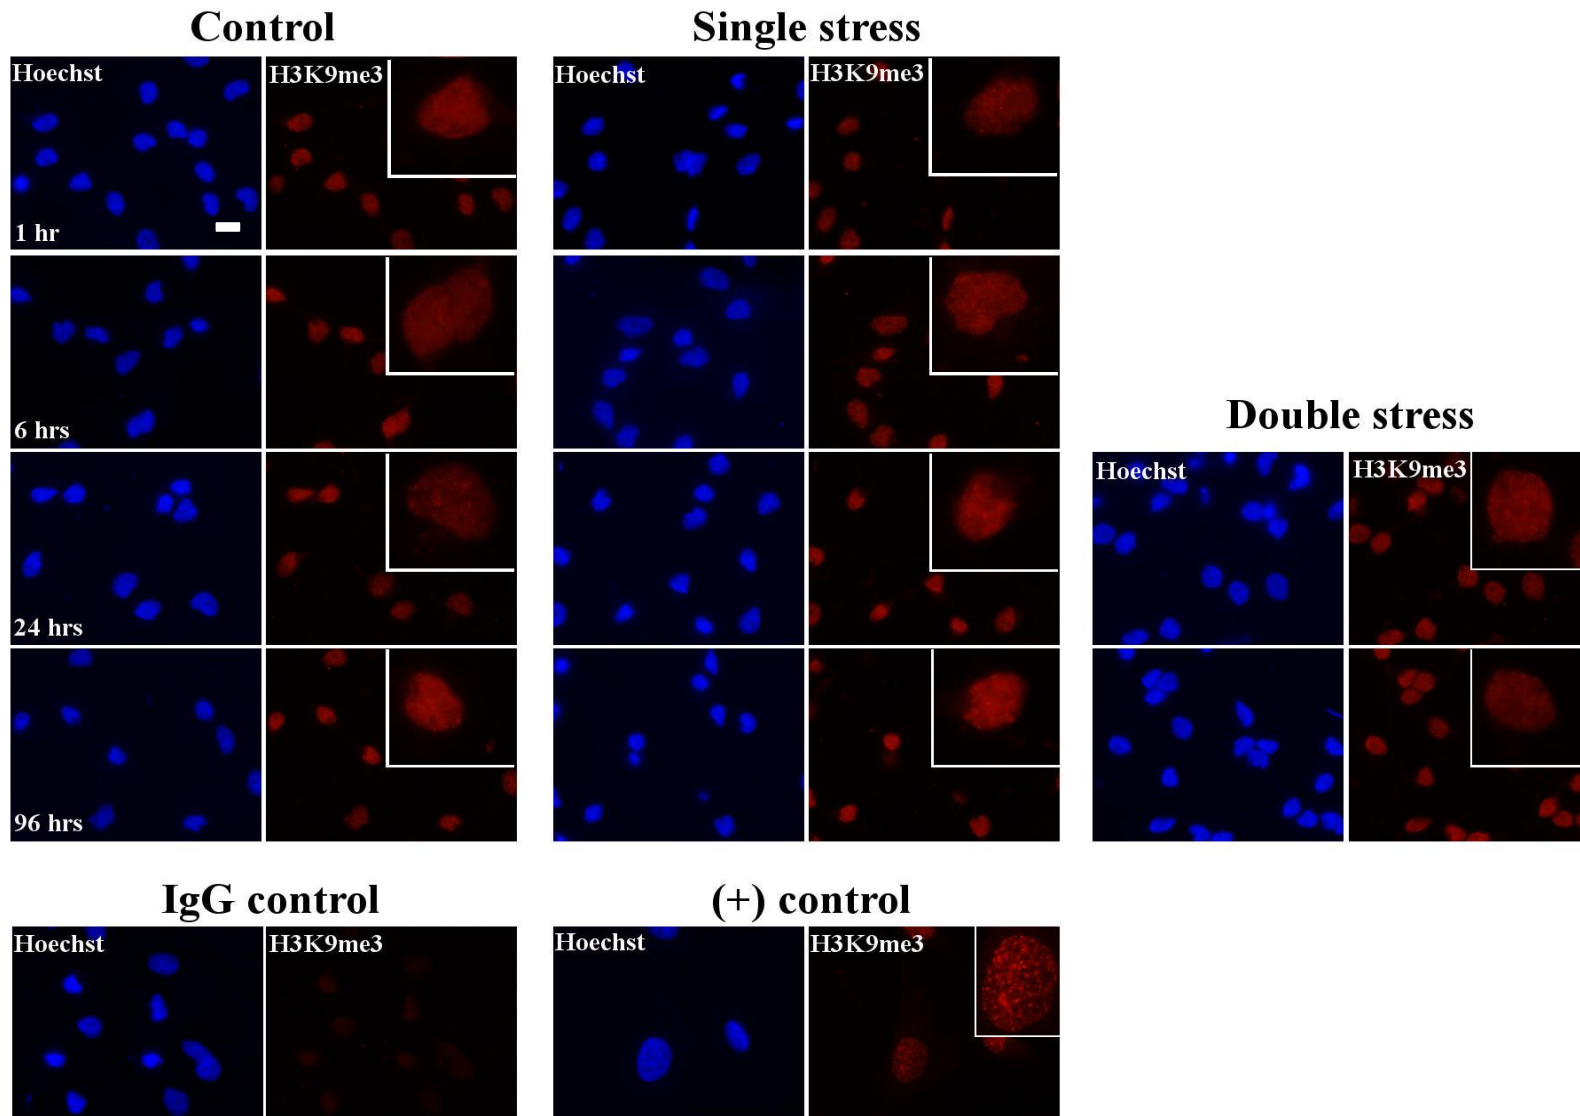 Control
Single stress
Hoechst
H3K9me3
Hoechst
H3K9me3
1 hr
6 hrs
Double stress
Hoechst
H3K9me3
24 hrs
96 hrs
IgG control
(+) control
Hoechst
H3K9me3
Hoechst
H3K9me3